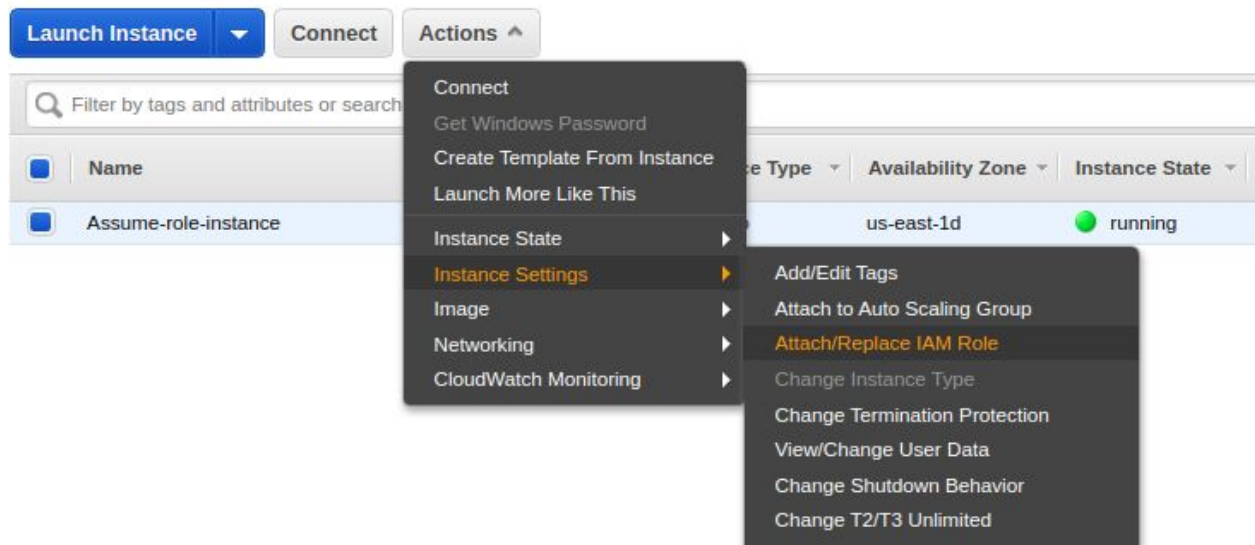 Launch Instance
Connect
Actions
Filter by tags and attributes or search
Name
Type
Availability Zone
Instance State
Assume-role-instance
us-east-1d
running
Connect
Get Windows Password
Create Template From Instance
Launch More Like This
Instance State
Instance Settings
Image
Networking
CloudWatch Monitoring
Add/Edit Tags
Attach to Auto Scaling Group
Attach/Replace IAM Role
Change Instance Type
Change Termination Protection
View/Change User Data
Change Shutdown Behavior
Change T2/T3 Unlimited